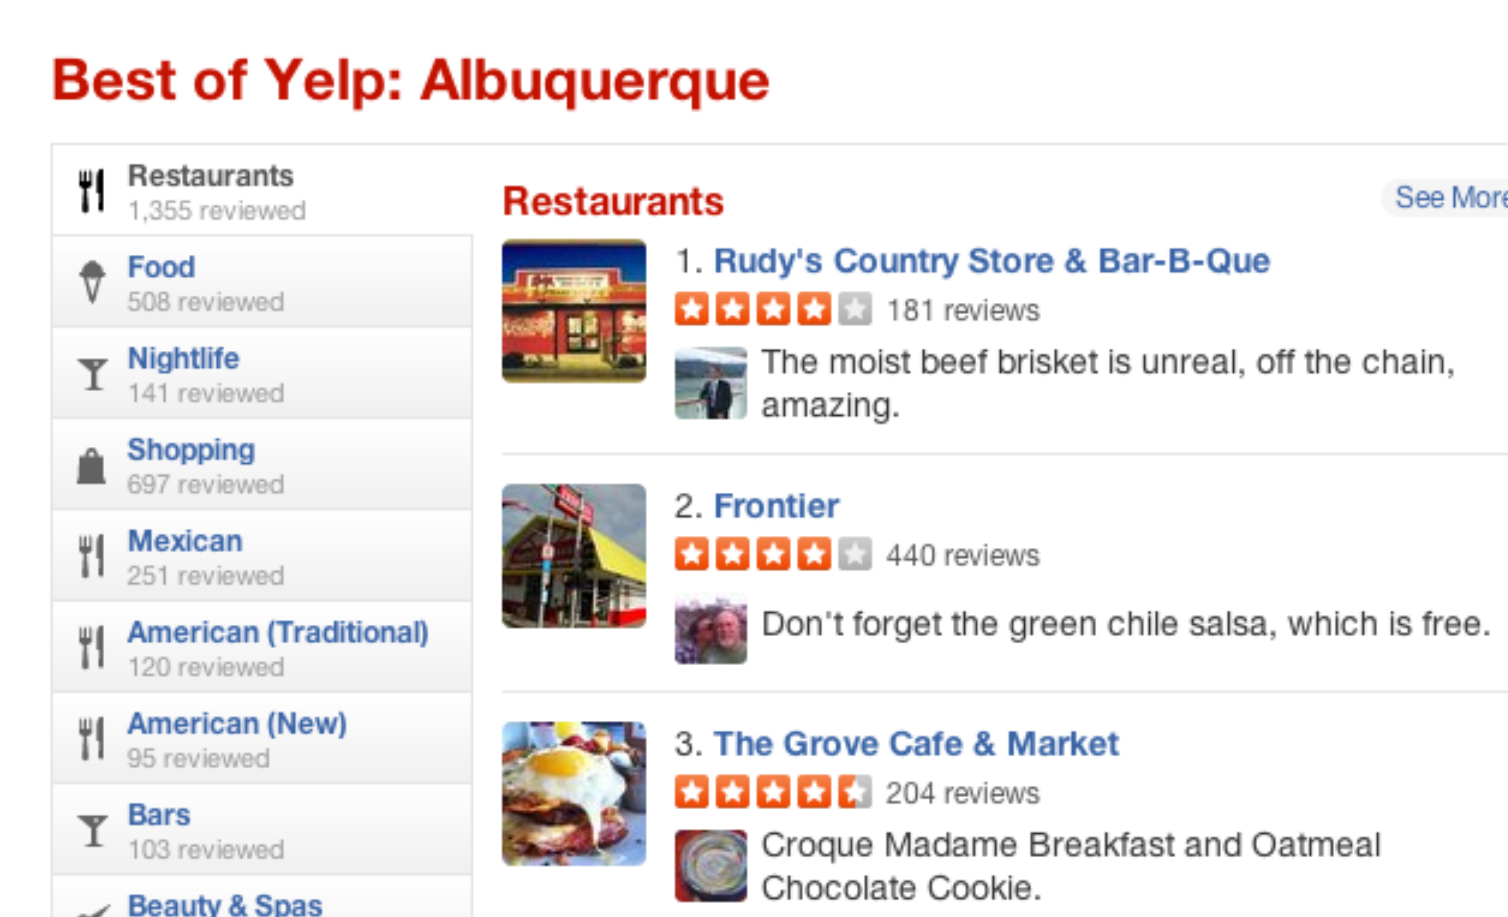 Best of Yelp: Albuquerque
Restaurants
1,355 reviewed
Food
508 reviewed
Nightlife
141 reviewed
Shopping
697 reviewed
Mexican
251 reviewed
American (Traditional)
120 reviewed
American (New)
95 reviewed
Bars
103 reviewed
Beauty & Spas
Restaurants
See More
1. Rudy's Country Store & Bar-B-Que
181 reviews
The moist beef brisket is unreal, off the chain,
amazing.
2. Frontier
440 reviews
Don't forget the green chile salsa, which is free.
3. The Grove Cafe & Market
204 reviews
Croque Madame Breakfast and Oatmeal
Chocolate Cookie.